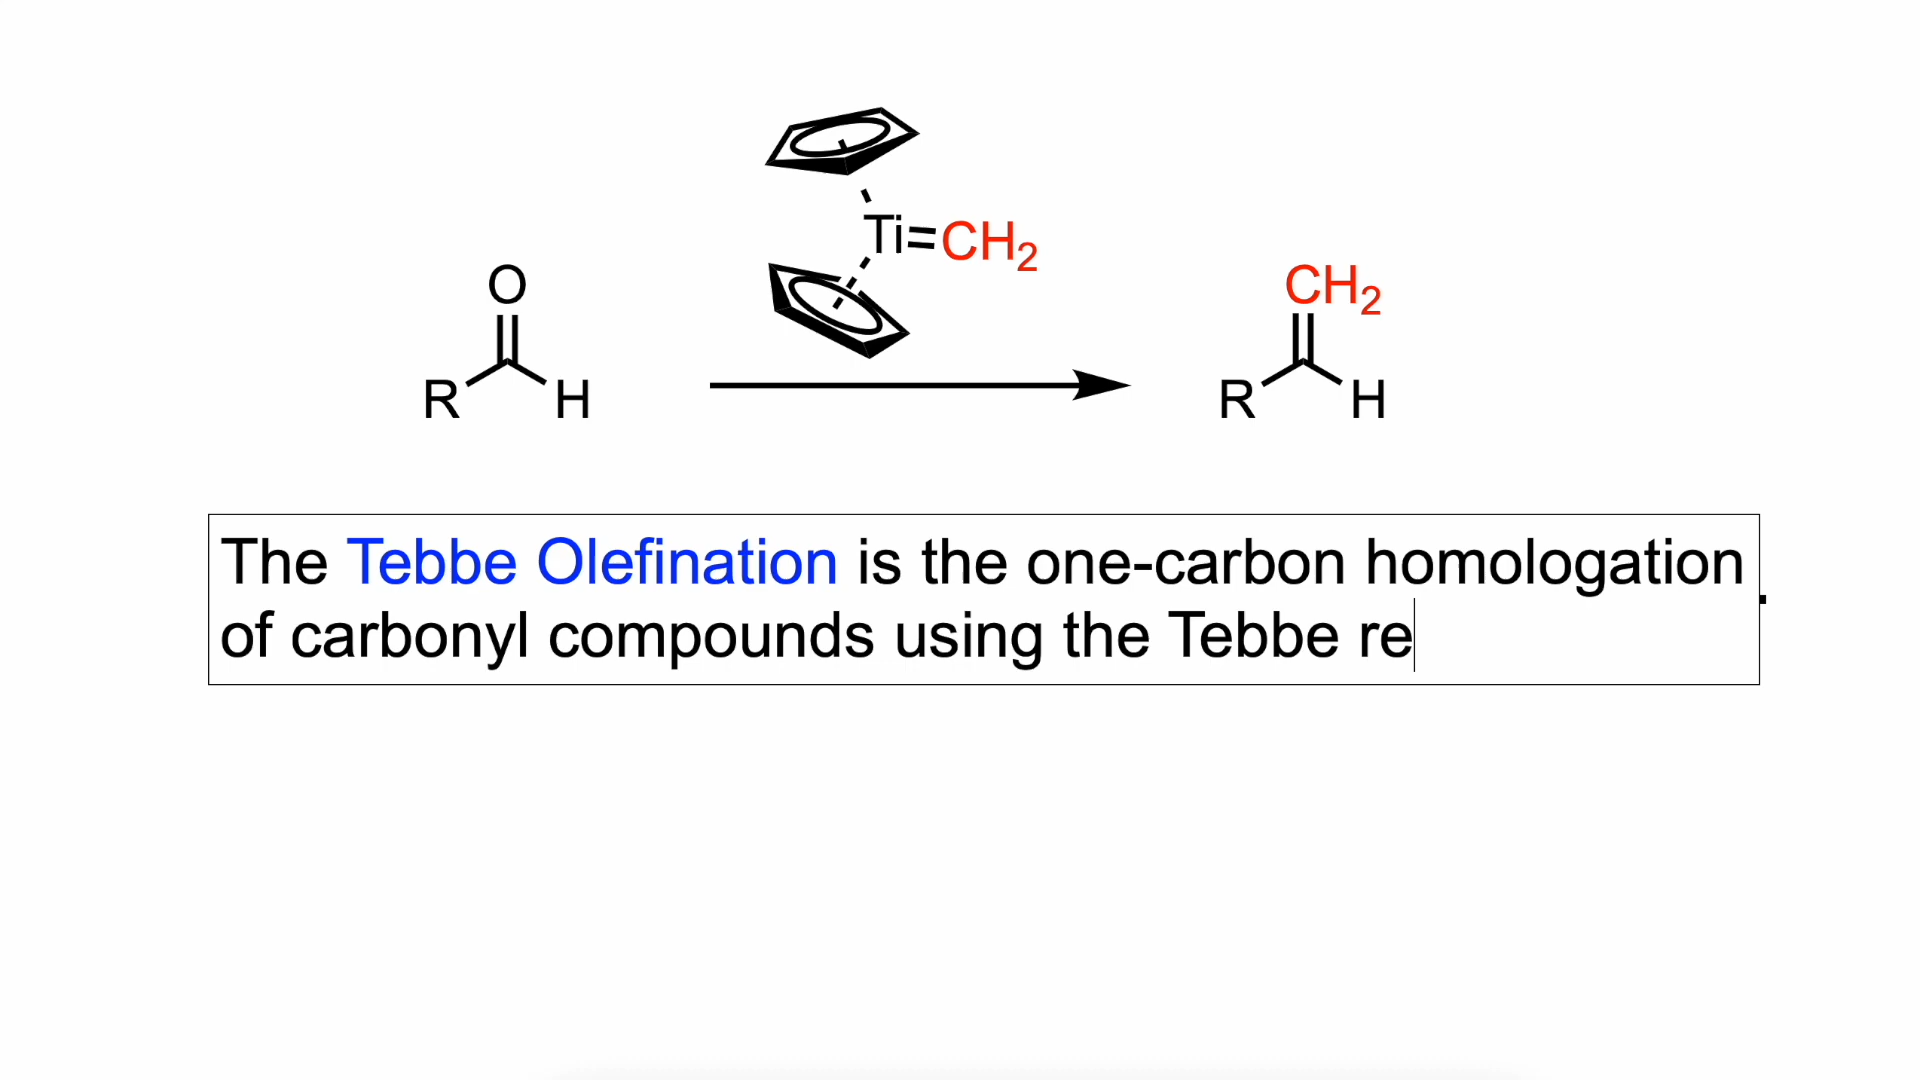 Ti=CH2
O
CH2
R
H
R
H
The Tebbe Olefination is the one-carbon homologation
of carbonyl compounds using the Tebbe re
.